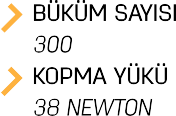 BÜKÜM SAYISI
300
KOPMA YÜKÜ
38 NEWTON